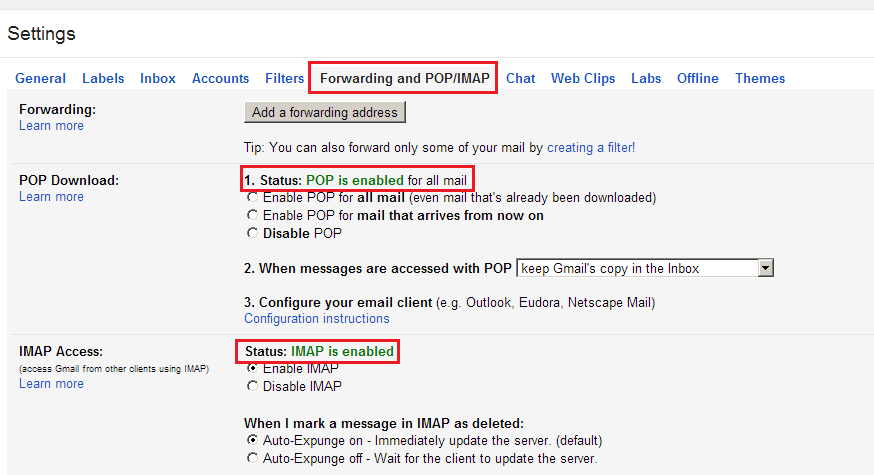 Settings
General Labels Inbox Accounts Filters Forwarding and POP/IMAP Chat Web Clips Labs Offline Themes
Forwarding:
Learn more
Add a forwarding address
Tip: You can also forward only some of your mail by creating a filter!
POP Download:
Learn more
1. Status: POP is enabled for all mail
Enable POP for all mail (even mail that's already been downloaded)
Enable POP for mail that arrives from now on
Disable POP
2. When messages are accessed with POP keep Gmail's copy in the Inbox
3. Configure your email client (e.g. Outlook, Eudora, Netscape Mail)
Configuration instructions
IMAP Access:
(access Gmail from other clients using IMAP)
Learn more
Status: IMAP is enabled
Enable IMAP
Disable IMAP
When I mark a message in IMAP as deleted:
Auto-Expunge on - Immediately update the server. (default)
Auto-Expunge off - Wait for the client to update the server.